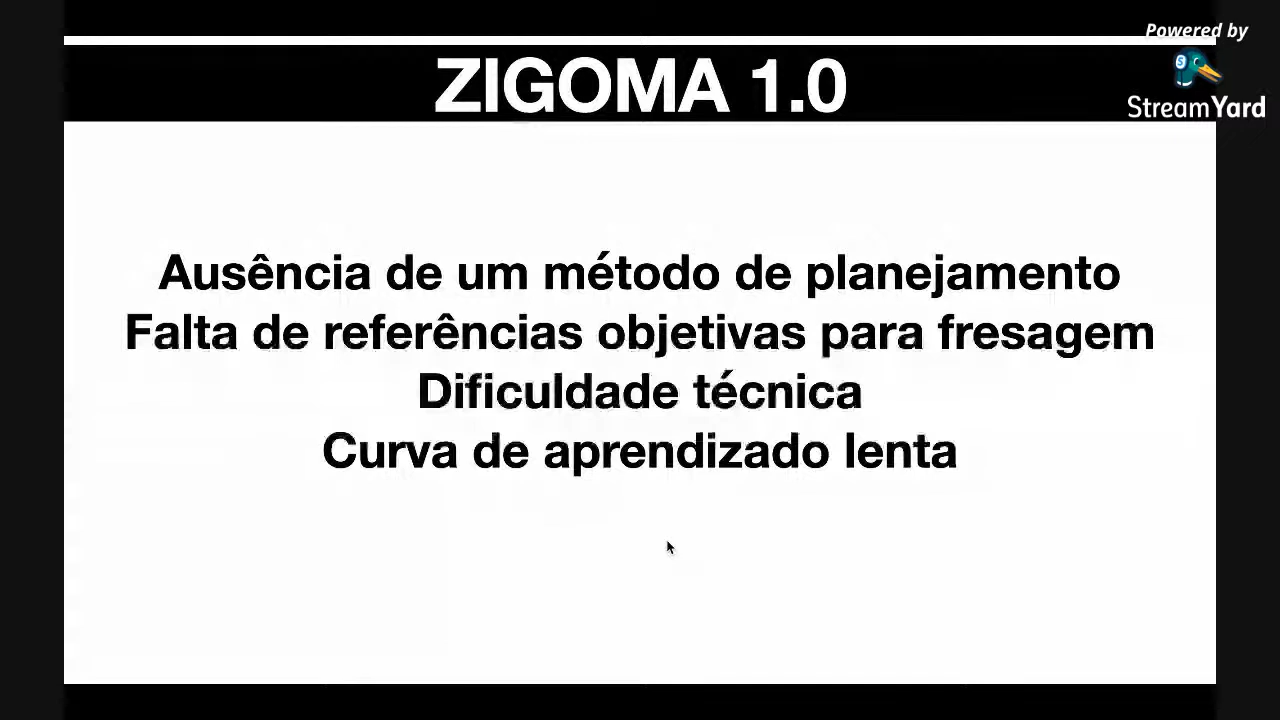 Powered by
StreamYard
ZIGOMA 1.0
Ausência de um método de planejamento
Falta de referências objetivas para fresagem
Dificuldade técnica
Curva de aprendizado lenta